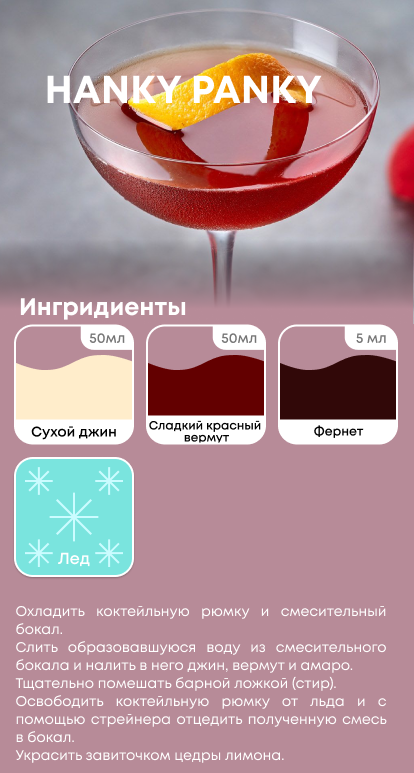 HANKY PANKY
Ингридиенты
50мл
50мл
5 мл
Сухой джин
Сладкий красный
вермут
Фернет
Лед
Охладить коктейльную рюмку и смесительный
бокал.
Слить образовавшуюся воду из смесительного
бокала и налить в него джин, вермут и амаро.
Тщательно помешать барной ложкой (стир).
Освободить коктейльную рюмку от льда и с
помощью стрейнера отцедить полученную смесь
в бокал.
Украсить завиточком цедры лимона.